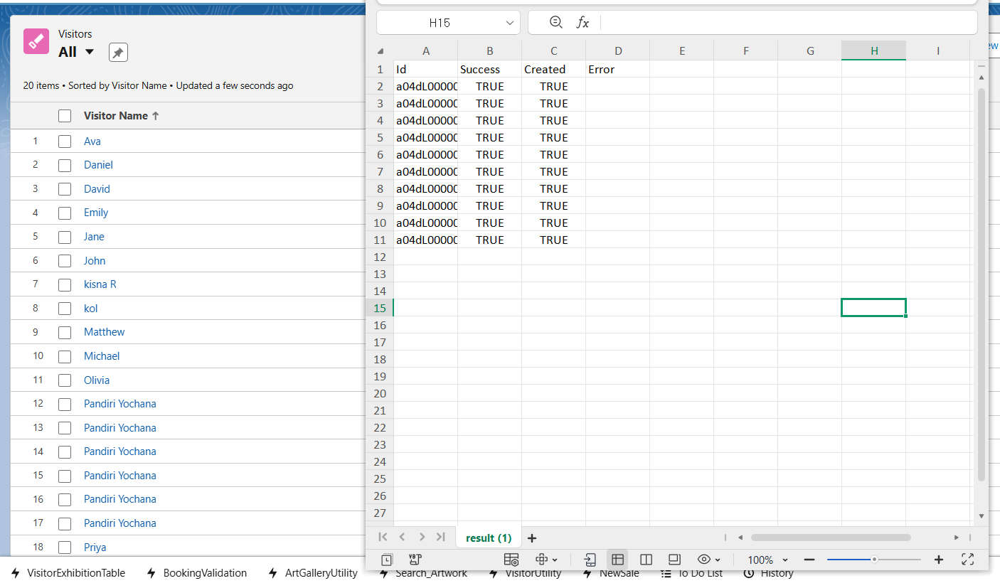 Visitors
All
20 items • Sorted by Visitor Name • Updated a few seconds ago
Visitor Name ↑
1 Ava
2 Daniel
3 David
4 Emily
5 Jane
6 John
7 kisna R
8 kol
9 Matthew
10 Michael
11 Olivia
12 Pandiri Yochana
13 Pandiri Yochana
14 Pandiri Yochana
15 Pandiri Yochana
16 Pandiri Yochana
17 Pandiri Yochana
18 Priya
H15 fx
A B C D E F G H I
1 Id Success Created Error
2 a04dL00000 TRUE TRUE
3 a04dL00000 TRUE TRUE
4 a04dL00000 TRUE TRUE
5 a04dL00000 TRUE TRUE
6 a04dL00000 TRUE TRUE
7 a04dL00000 TRUE TRUE
8 a04dL00000 TRUE TRUE
9 a04dL00000 TRUE TRUE
10 a04dL00000 TRUE TRUE
11 a04dL00000 TRUE TRUE
12
13
14
15
16
17
18
19
20
21
22
23
24
25
26
27
result (1)
100%
VisitorExhibitionTable BookingValidation ArtGalleryUtility Search_Artwork VisitorUtility NewSale To Do List History